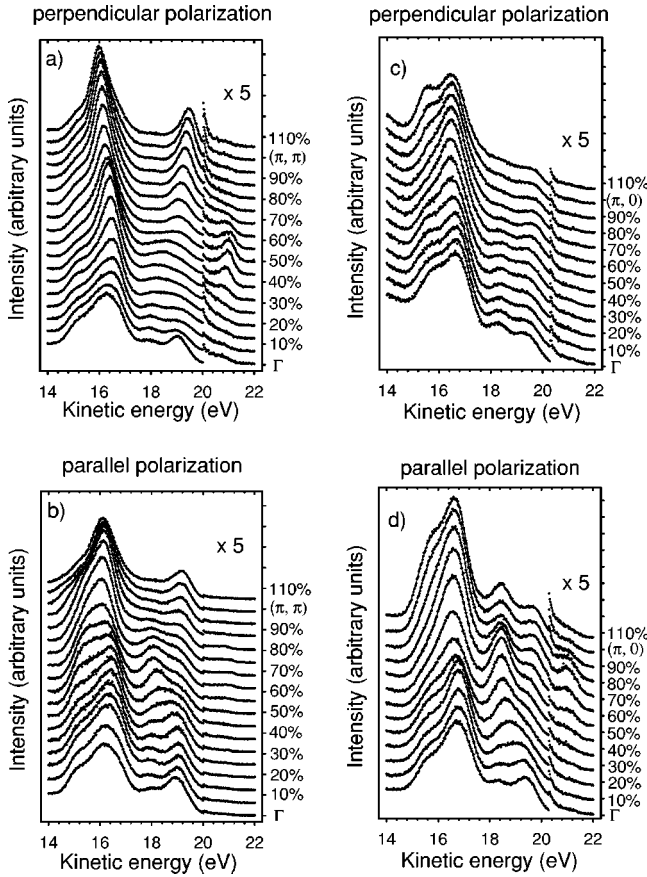 perpendicular polarization
a)
x 5
110%
(π, π)
90%
80%
70%
60%
50%
40%
30%
20%
10%
Γ
Intensity (arbitrary units)
14 16 18 20 22
Kinetic energy (eV)
perpendicular polarization
c)
x 5
110%
(π, 0)
90%
80%
70%
60%
50%
40%
30%
20%
10%
Γ
Intensity (arbitrary units)
14 16 18 20 22
Kinetic energy (eV)
parallel polarization
b)
x 5
110%
(π, π)
90%
80%
70%
60%
50%
40%
30%
20%
10%
Γ
Intensity (arbitrary units)
14 16 18 20 22
Kinetic energy (eV)
parallel polarization
d)
x 5
110%
(π, 0)
90%
80%
70%
60%
50%
40%
30%
20%
10%
Γ
Intensity (arbitrary units)
14 16 18 20 22
Kinetic energy (eV)